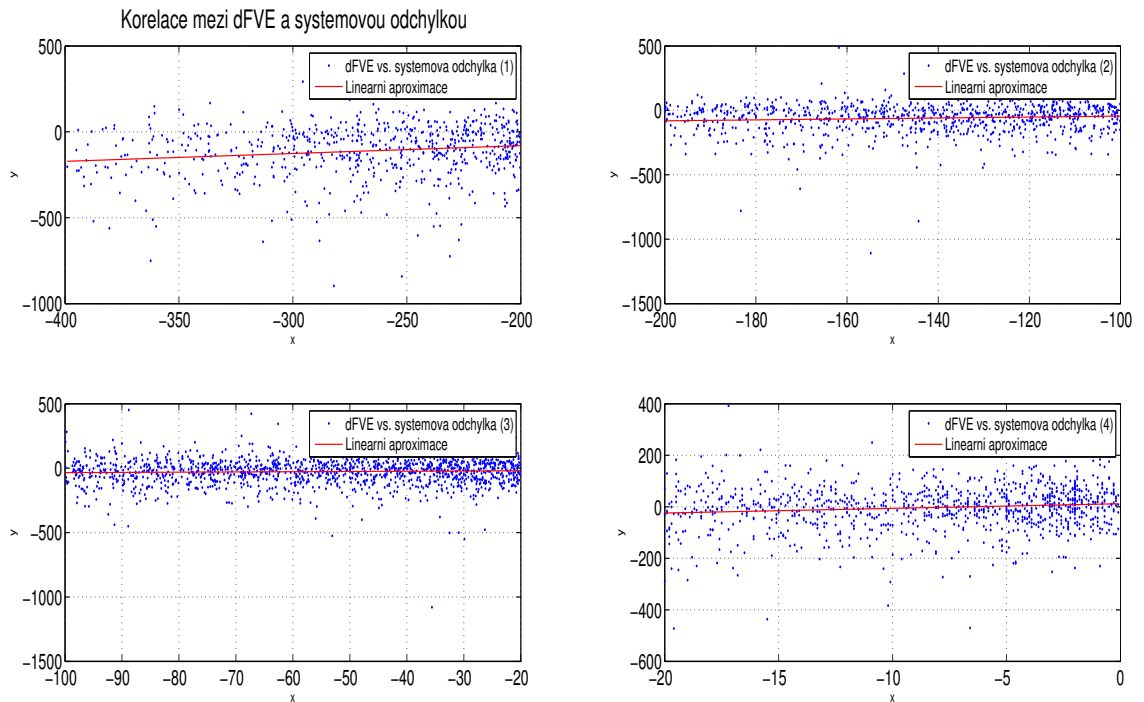 Korelace mezi dFVE a systemovou odchylkou
500
0
−500
−1000
y
−400
−350
−300
−250
−200
x
dFVE vs. systemova odchylka (1)
Linearni aproximace
500
0
−500
−1000
−1500
y
−200
−180
−160
−140
−120
−100
x
dFVE vs. systemova odchylka (2)
Linearni aproximace
500
0
−500
−1000
−1500
y
−100
−90
−80
−70
−60
−50
−40
−30
−20
x
dFVE vs. systemova odchylka (3)
Linearni aproximace
400
200
0
−200
−400
−600
y
−20
−15
−10
−5
0
x
dFVE vs. systemova odchylka (4)
Linearni aproximace